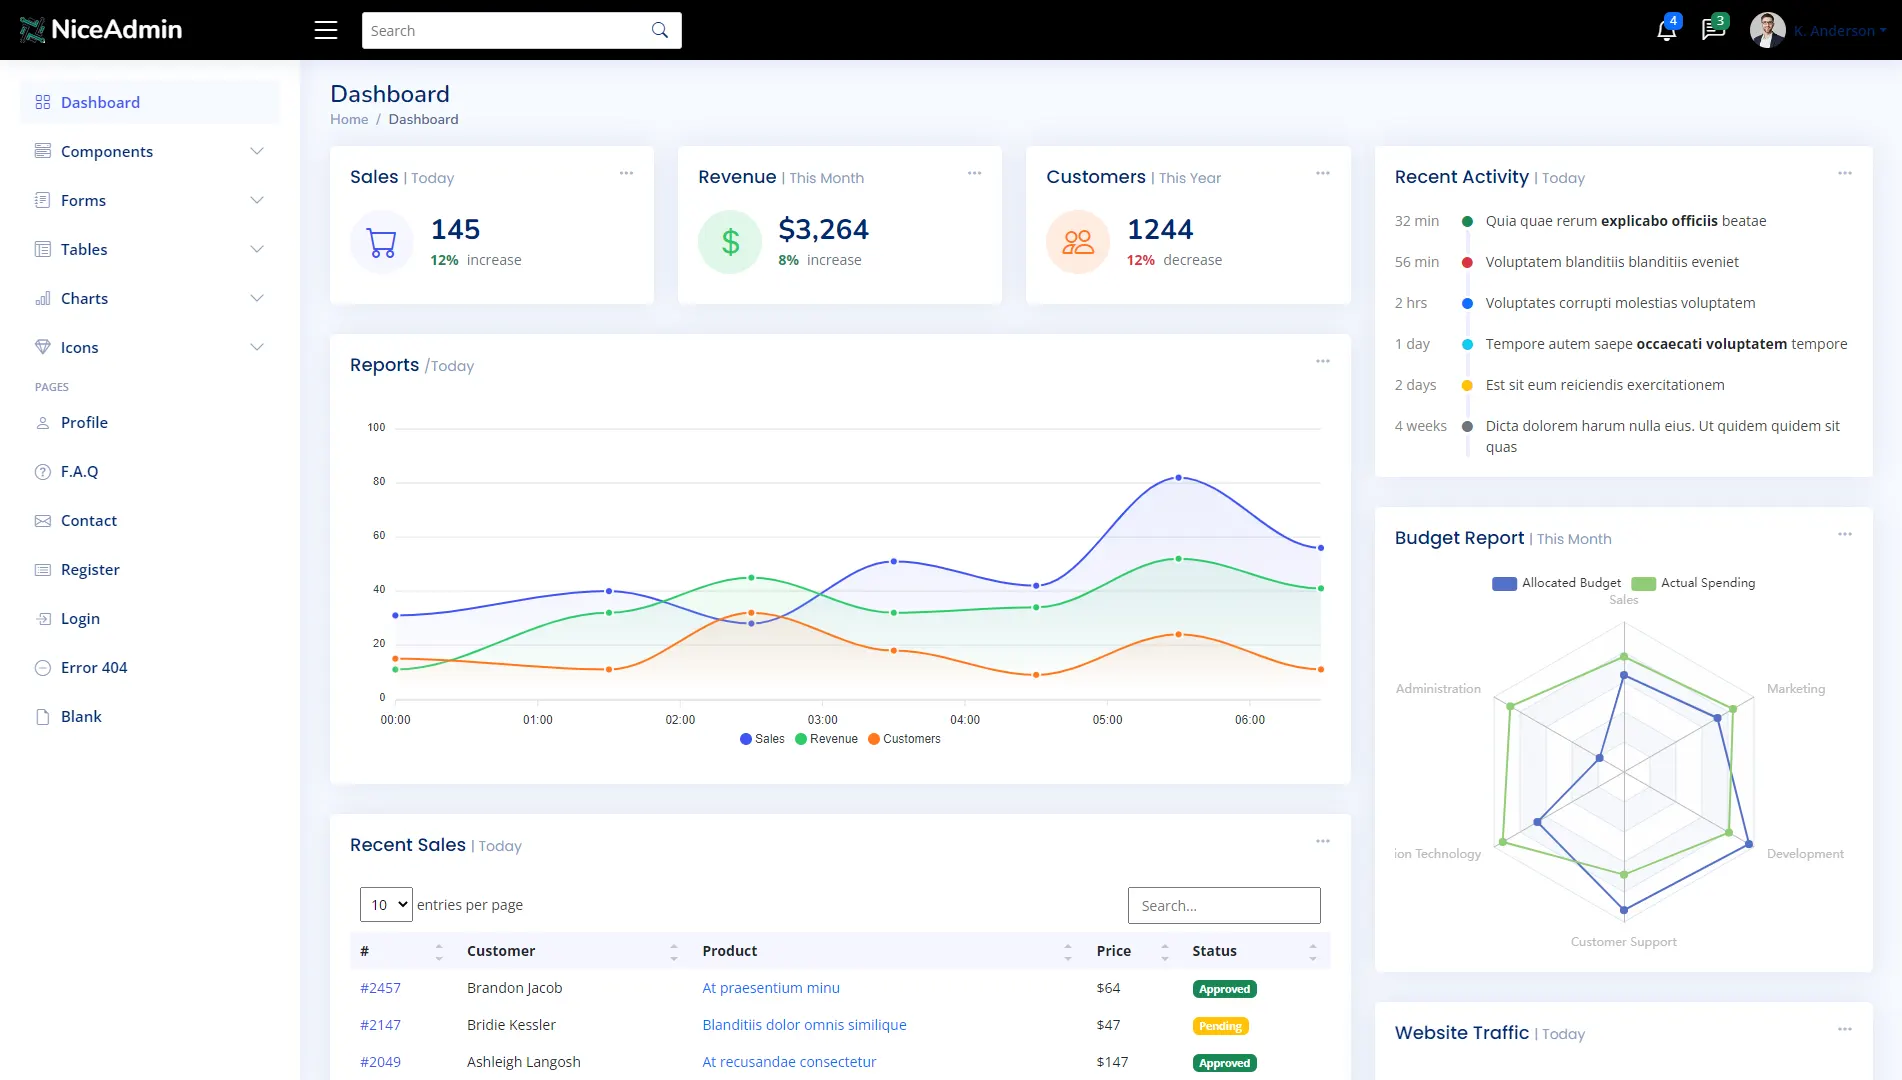 NiceAdmin
Search
4
3
K. Anderson
Dashboard
Components
Forms
Tables
Charts
Icons
PAGES
Profile
F.A.Q
Contact
Register
Login
Error 404
Blank
Dashboard
Home / Dashboard
Sales | Today
145
12% increase
Revenue | This Month
$ $3,264
8% increase
Customers | This Year
1244
12% decrease
Reports /Today
100
80
60
40
20
0
00:00 01:00 02:00 03:00 04:00 05:00 06:00
Sales Revenue Customers
Recent Sales | Today
10 entries per page
Search...
# Customer Product Price Status
#2457 Brandon Jacob At praesentium minu $64 Approved
#2147 Bridie Kessler Blanditiis dolor omnis similique $47 Pending
#2049 Ashleigh Langosh At recusandae consectetur $147 Approved
Recent Activity | Today
32 min Quia quae rerum explicabo officiis beatae
56 min Voluptatem blanditiis blanditiis eveniet
2 hrs Voluptates corrupti molestias voluptatem
1 day Tempore autem saepe occaecati voluptatem tempore
2 days Est sit eum reiciendis exercitationem
4 weeks Dicta dolorem harum nulla eius. Ut quidem quidem sit
quas
Budget Report | This Month
Allocated Budget Actual Spending
Sales
Administration Marketing
ion Technology Development
Customer Support
Website Traffic | Today